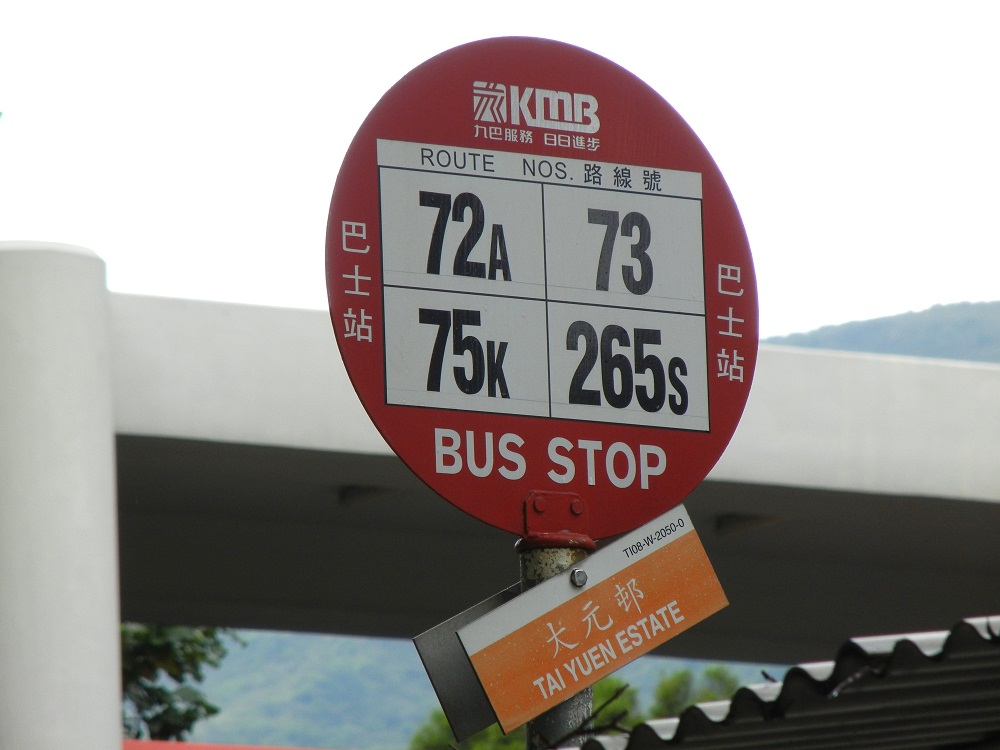 KMB
九巴服務 日日進步
ROUTE NOS. 路線號
72A 73
75K 265S
巴士站
巴士站
BUS STOP
TI08-W-2050-0
大元邨
TAI YUEN ESTATE